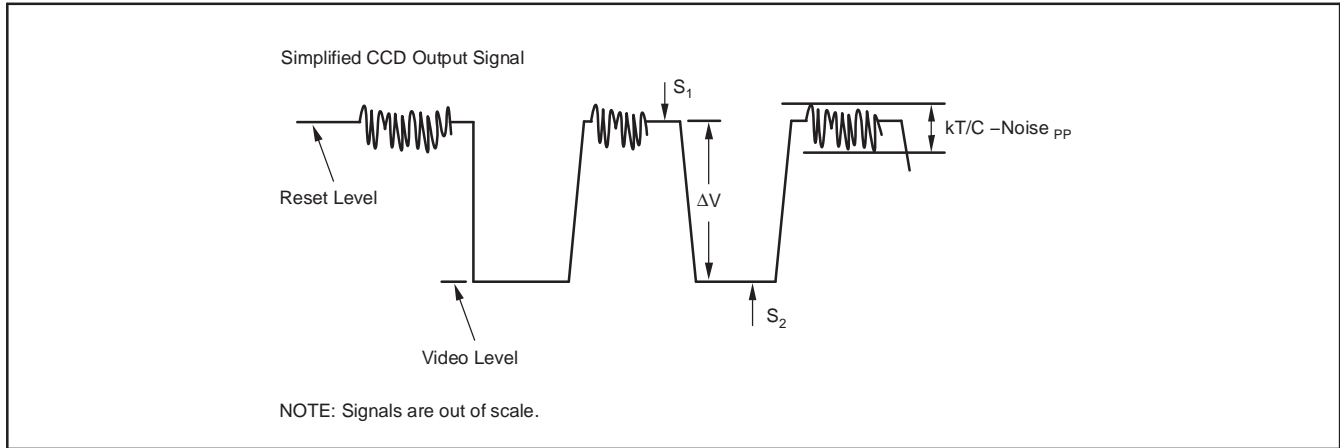 Simplified CCD Output Signal
S1
kT/C –Noise PP
Reset Level
ΔV
S2
Video Level
NOTE: Signals are out of scale.